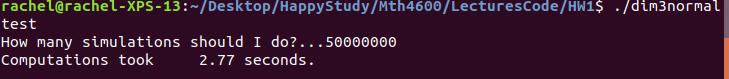 rachel@rachel-XPS-13:~/Desktop/HappyStudy/Mth4600/LecturesCode/HW1$ ./dim3normal
test
How many simulations should I do?...50000000
Computations took    2.77 seconds.